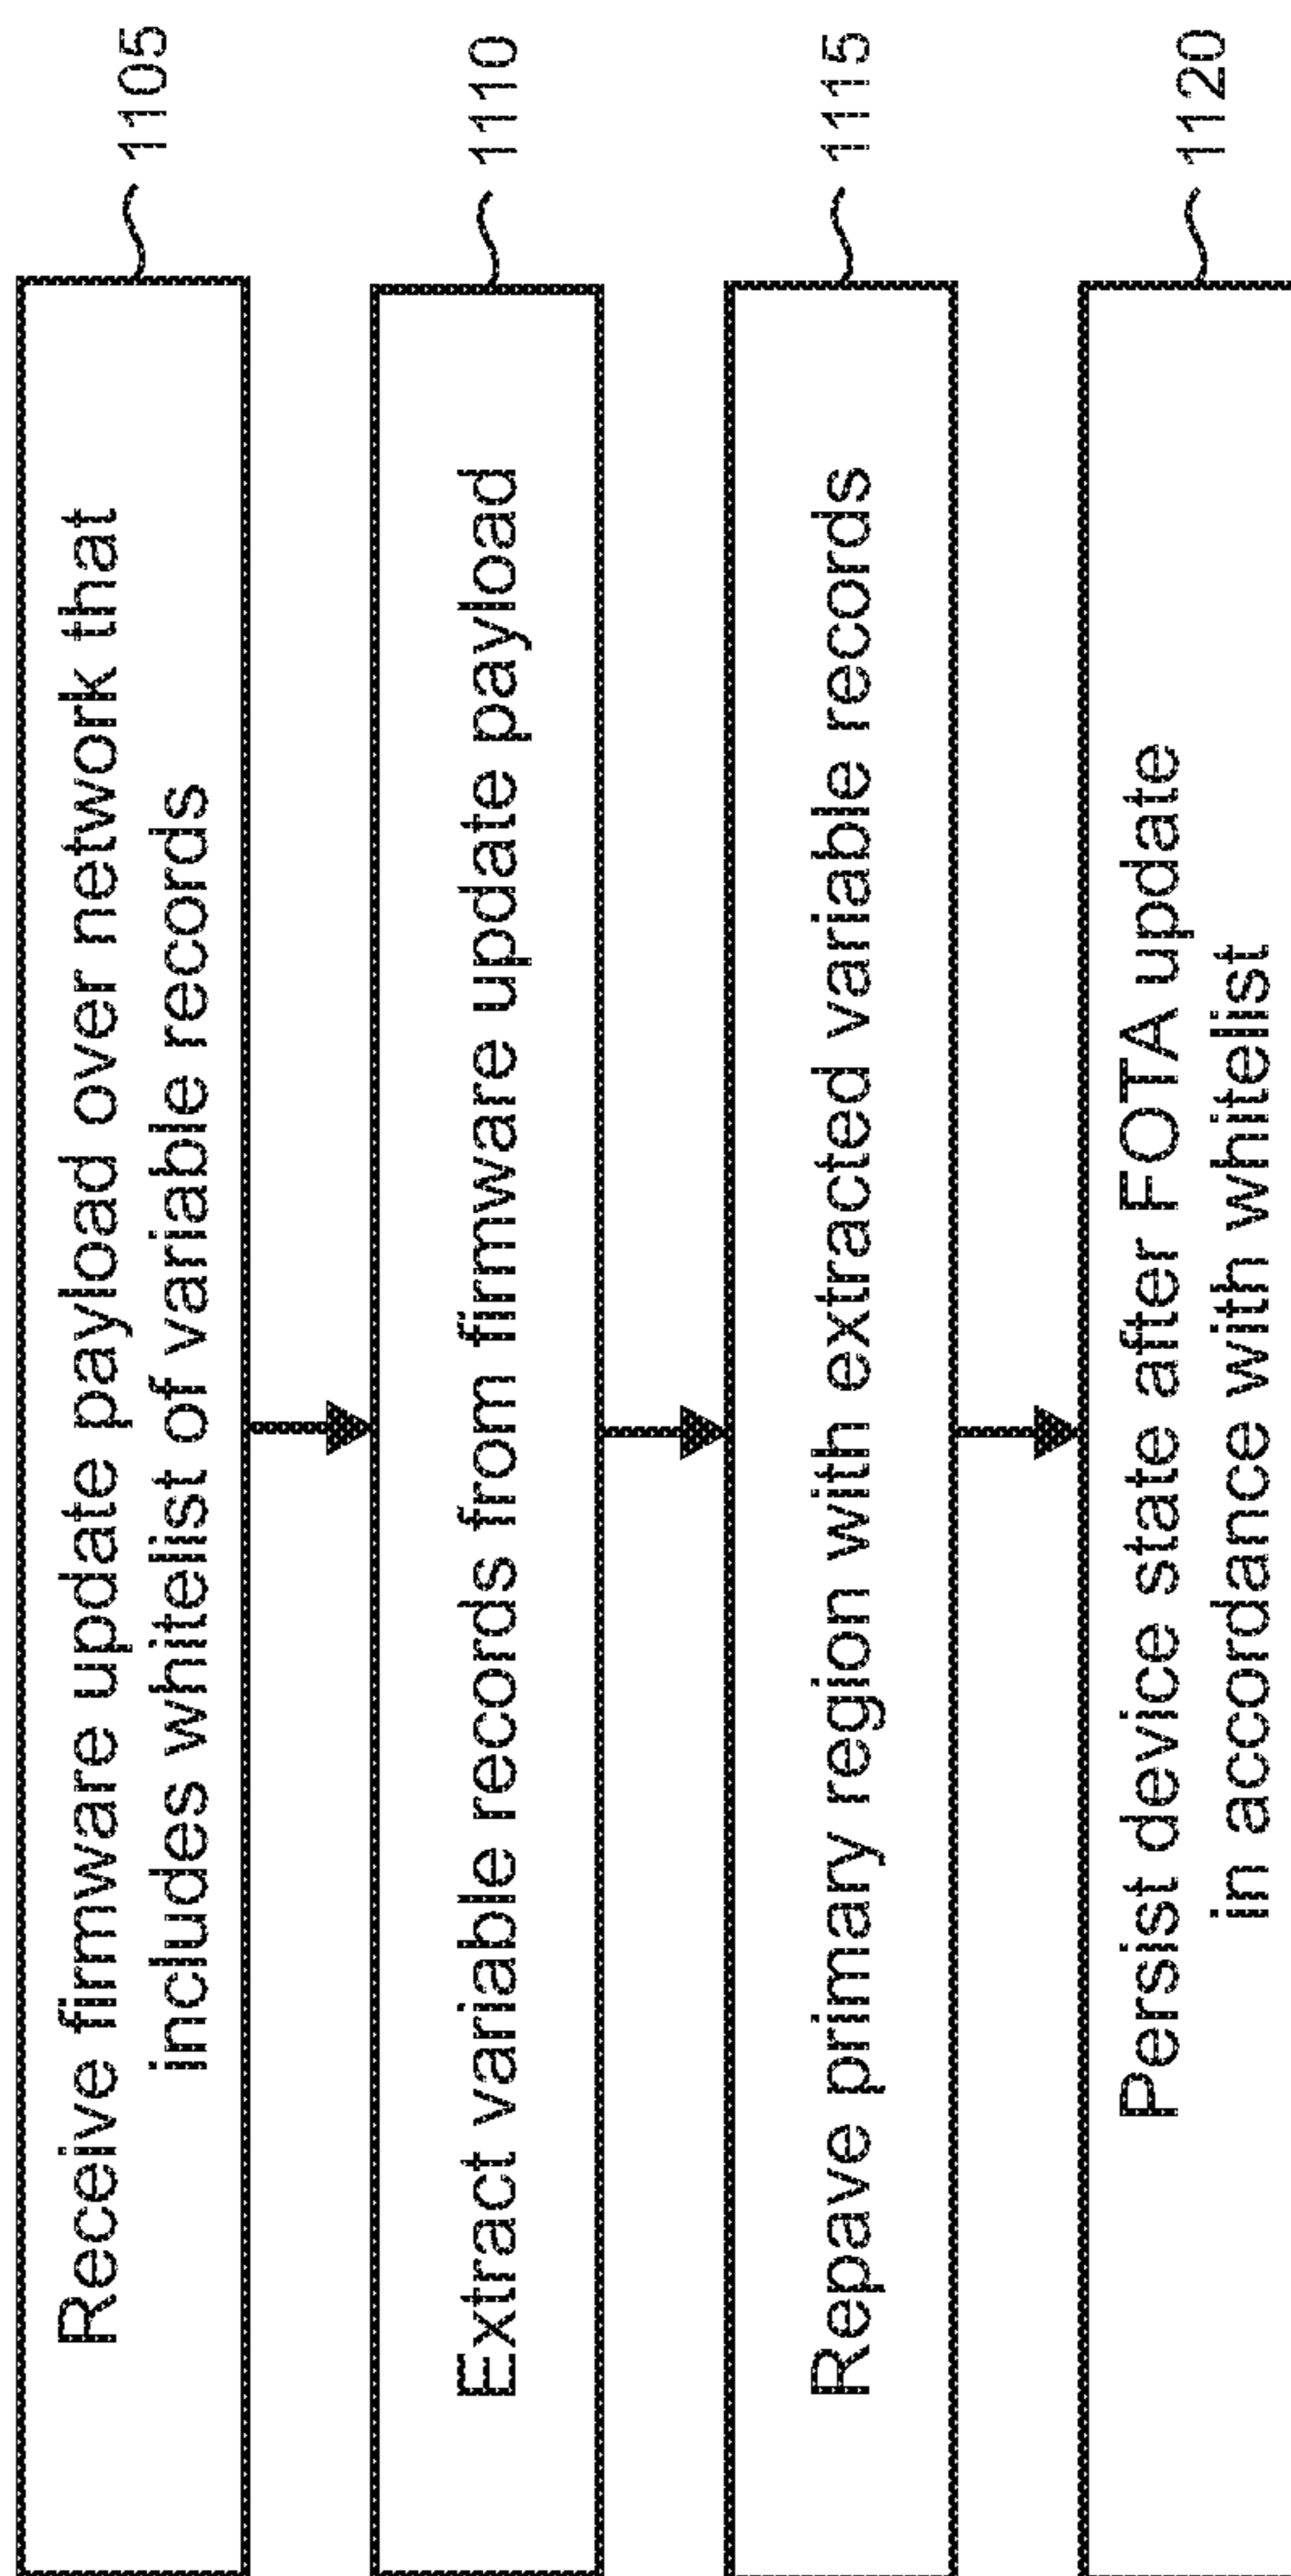 Receive firmware update payload over network that
includes whitelist of variable records
1105
Extract variable records from firmware update payload
1110
Repave primary region with extracted variable records
1115
Persist device state after FOTA update
in accordance with whitelist
1120